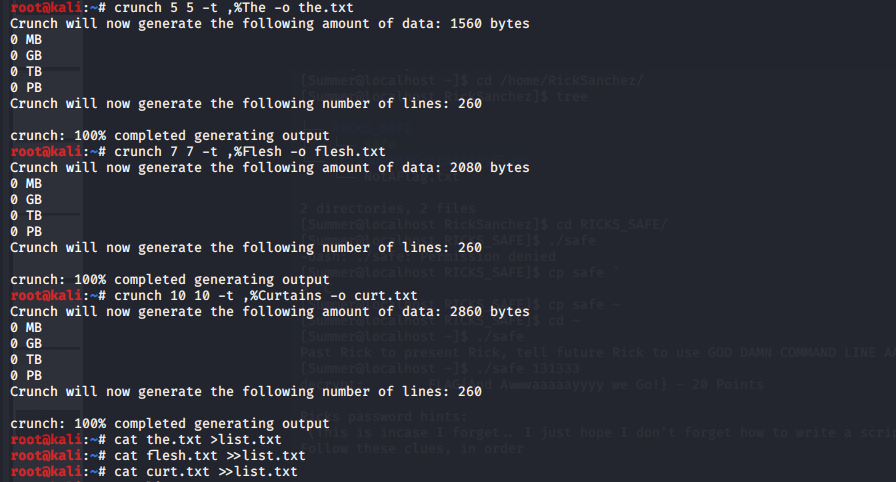 root@kali:~# crunch 5 5 -t ,%The -o the.txt
Crunch will now generate the following amount of data: 1560 bytes
0 MB
0 GB
0 TB
0 PB
Crunch will now generate the following number of lines: 260
crunch: 100% completed generating output
root@kali:~# crunch 7 7 -t ,%Flesh -o flesh.txt
Crunch will now generate the following amount of data: 2080 bytes
0 MB
0 GB
0 TB
0 PB
Crunch will now generate the following number of lines: 260
crunch: 100% completed generating output
root@kali:~# crunch 10 10 -t ,%Curtains -o curt.txt
Crunch will now generate the following amount of data: 2860 bytes
0 MB
0 GB
0 TB
0 PB
Crunch will now generate the following number of lines: 260
crunch: 100% completed generating output
root@kali:~# cat the.txt >list.txt
root@kali:~# cat flesh.txt >>list.txt
root@kali:~# cat curt.txt >>list.txt
[Summer@localhost ~]$ cd /home/RickSanchez/
[Summer@localhost RickSanchez]$ tree
2 directories, 2 files
[Summer@localhost RickSanchez]$ cd RICKS_SAFE/
[Summer@localhost RICKS_SAFE]$ ./safe
-bash: ./safe: Permission denied
[Summer@localhost RICKS_SAFE]$ cp safe
[Summer@localhost RICKS_SAFE]$ cp safe ~
[Summer@localhost RICKS_SAFE]$ cd ~
[Summer@localhost ~]$ ./safe
Past Rick to present Rick, tell future Rick to use GOD DAMN COMMAND LINE
[Summer@localhost ~]$ ./safe 131333
decrypt: FLAG{And Awwwaaaaayyyy we Go!} - 20 Points
Ricks password hints:
(This is incase I forget.. I just hope I don't forget how to write a
Follow these clues, in order